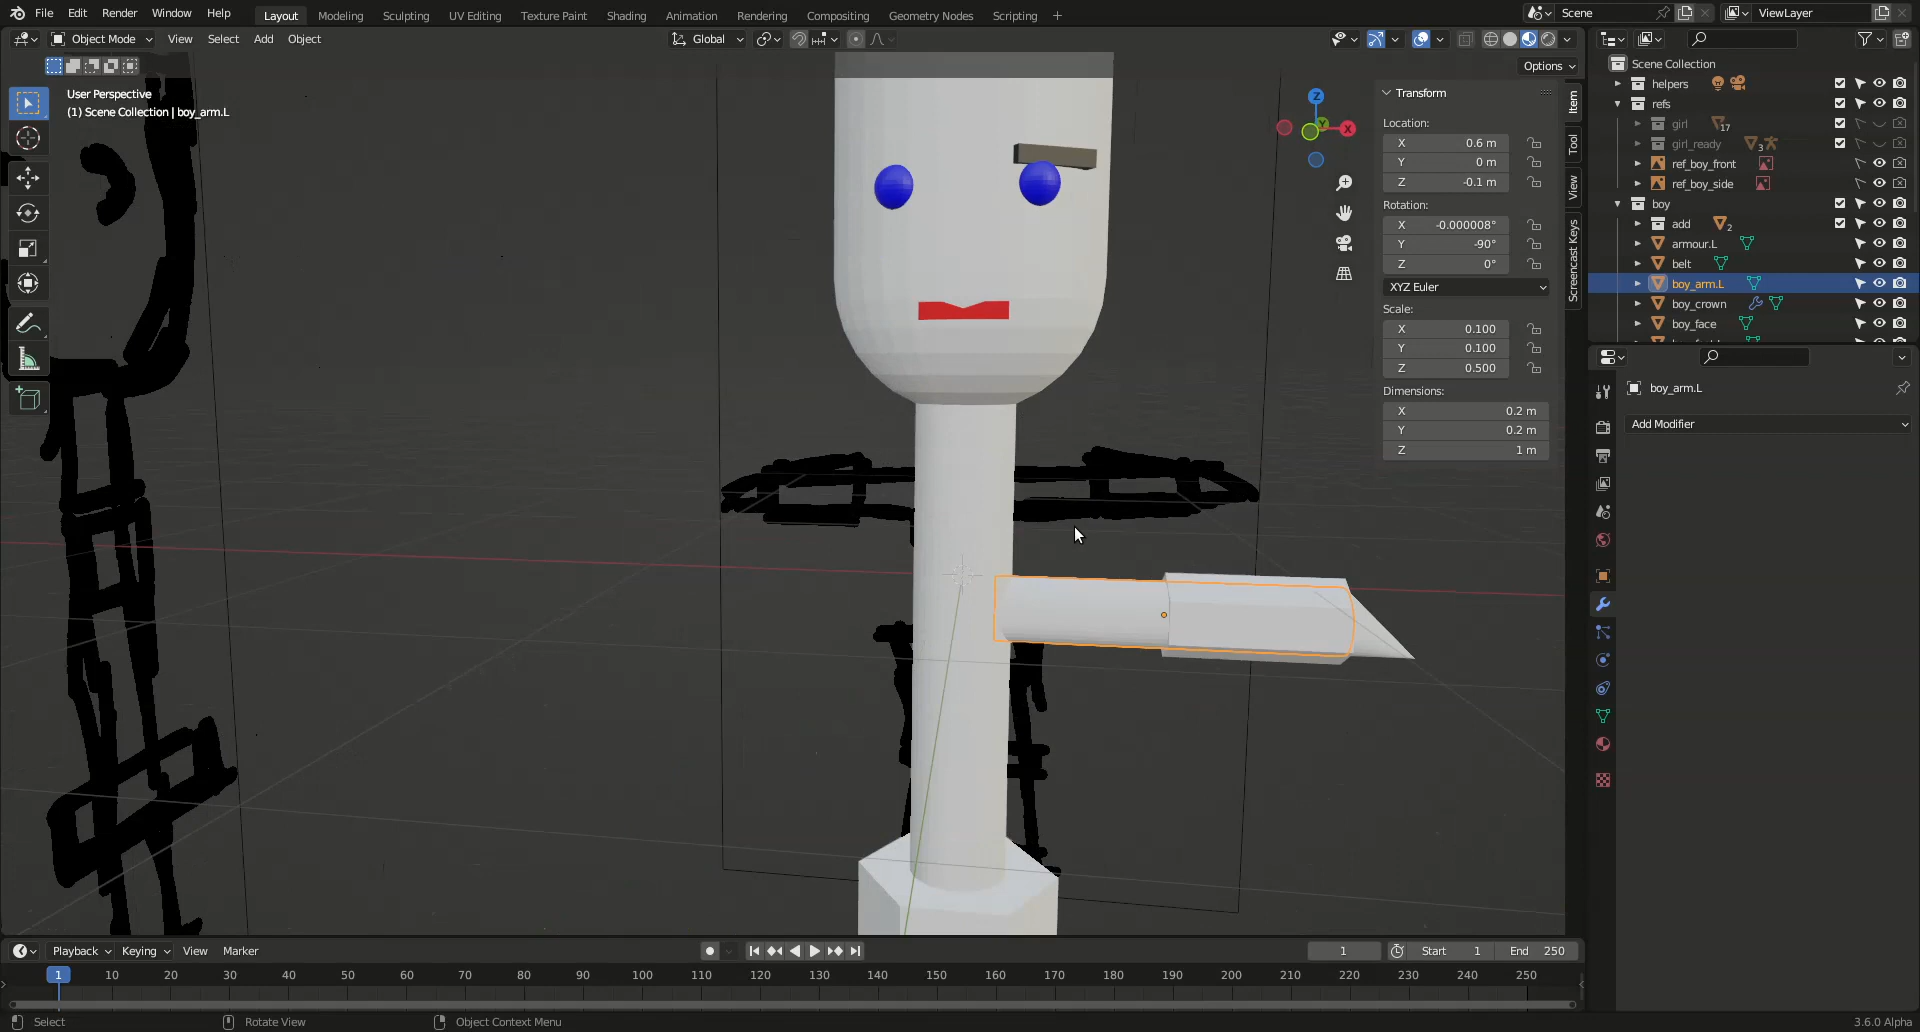 File Edit Render Window Help Layout Modeling Sculpting UV Editing Texture Paint Shading Animation Rendering Compositing Geometry Nodes Scripting + Scene ViewLayer
Object Mode View Select Add Object Global
Options
User Perspective
(1) Scene Collection | boy_arm.L
Z
Y
X
Transform
Location:
X 0.6 m
Y 0 m
Z -0.1 m
Rotation:
X -0.000008°
Y -90°
Z 0°
XYZ Euler
Scale:
X 0.100
Y 0.100
Z 0.500
Dimensions:
X 0.2 m
Y 0.2 m
Z 1 m
Item
Tool
View
Screencast Keys
Scene Collection
helpers
refs
girl 17
girl_ready 3
ref_boy_front
ref_boy_side
boy
add 2
armour.L
belt
boy_arm.L
boy_crown
boy_face
boy_arm.L
Add Modifier
Playback Keying View Marker 1 Start 1 End 250
1 10 20 30 40 50 60 70 80 90 100 110 120 130 140 150 160 170 180 190 200 210 220 230 240 250
Select Rotate View Object Context Menu 3.6.0 Alpha